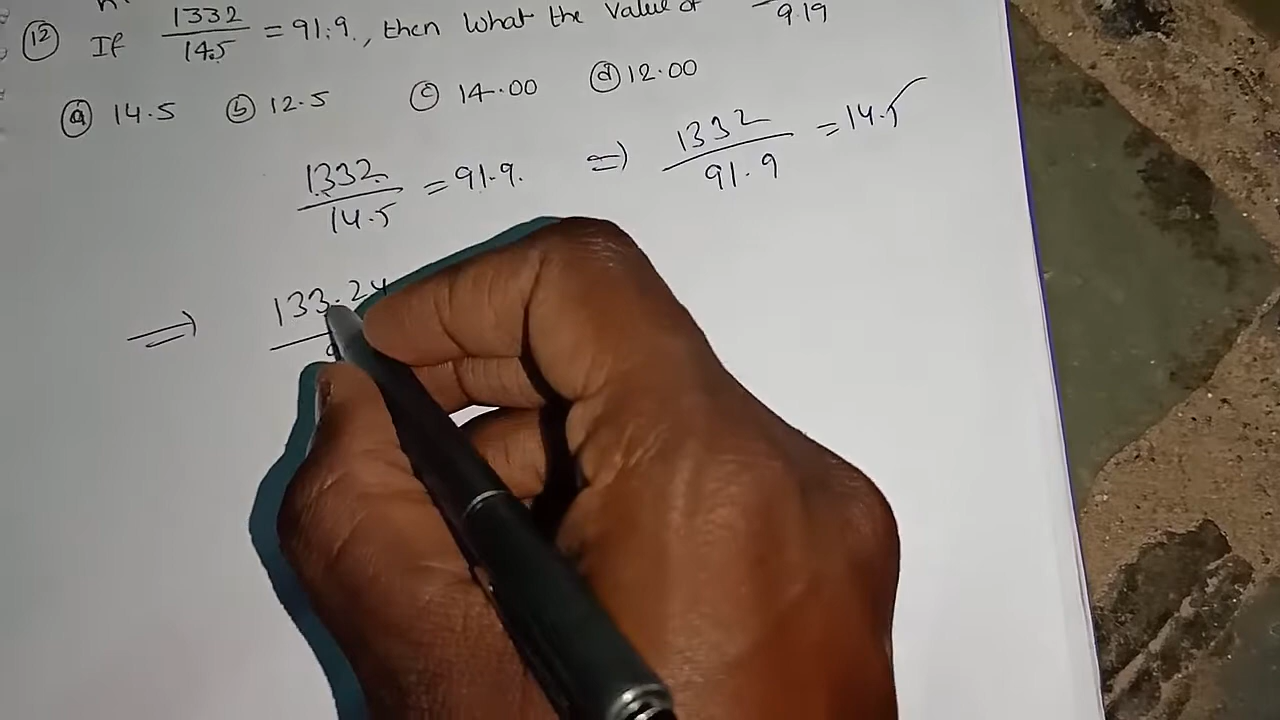 ⑫ If 1332/14.5 = 91.9., then What the Value of /9.19
ⓐ 14.5 ⓑ 12.5 ⓒ 14.00 ⓓ 12.00
1332/14.5 = 91.9. ⇒ 1332/91.9 = 14.5
⇒ 133.24/